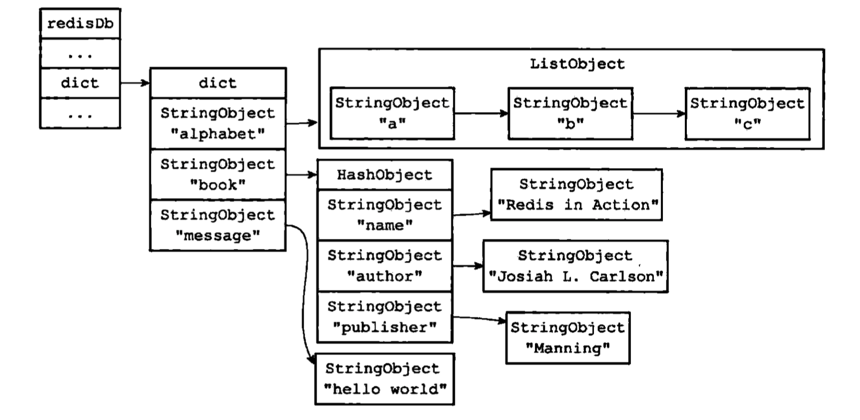 redisDb
...
dict
...
dict
StringObject
"alphabet"
StringObject
"book"
StringObject
"message"
ListObject
StringObject
"a"
StringObject
"b"
StringObject
"c"
HashObject
StringObject
"name"
StringObject
"author"
StringObject
"publisher"
StringObject
"Redis in Action"
StringObject
"Josiah L. Carlson"
StringObject
"Manning"
StringObject
"hello world"